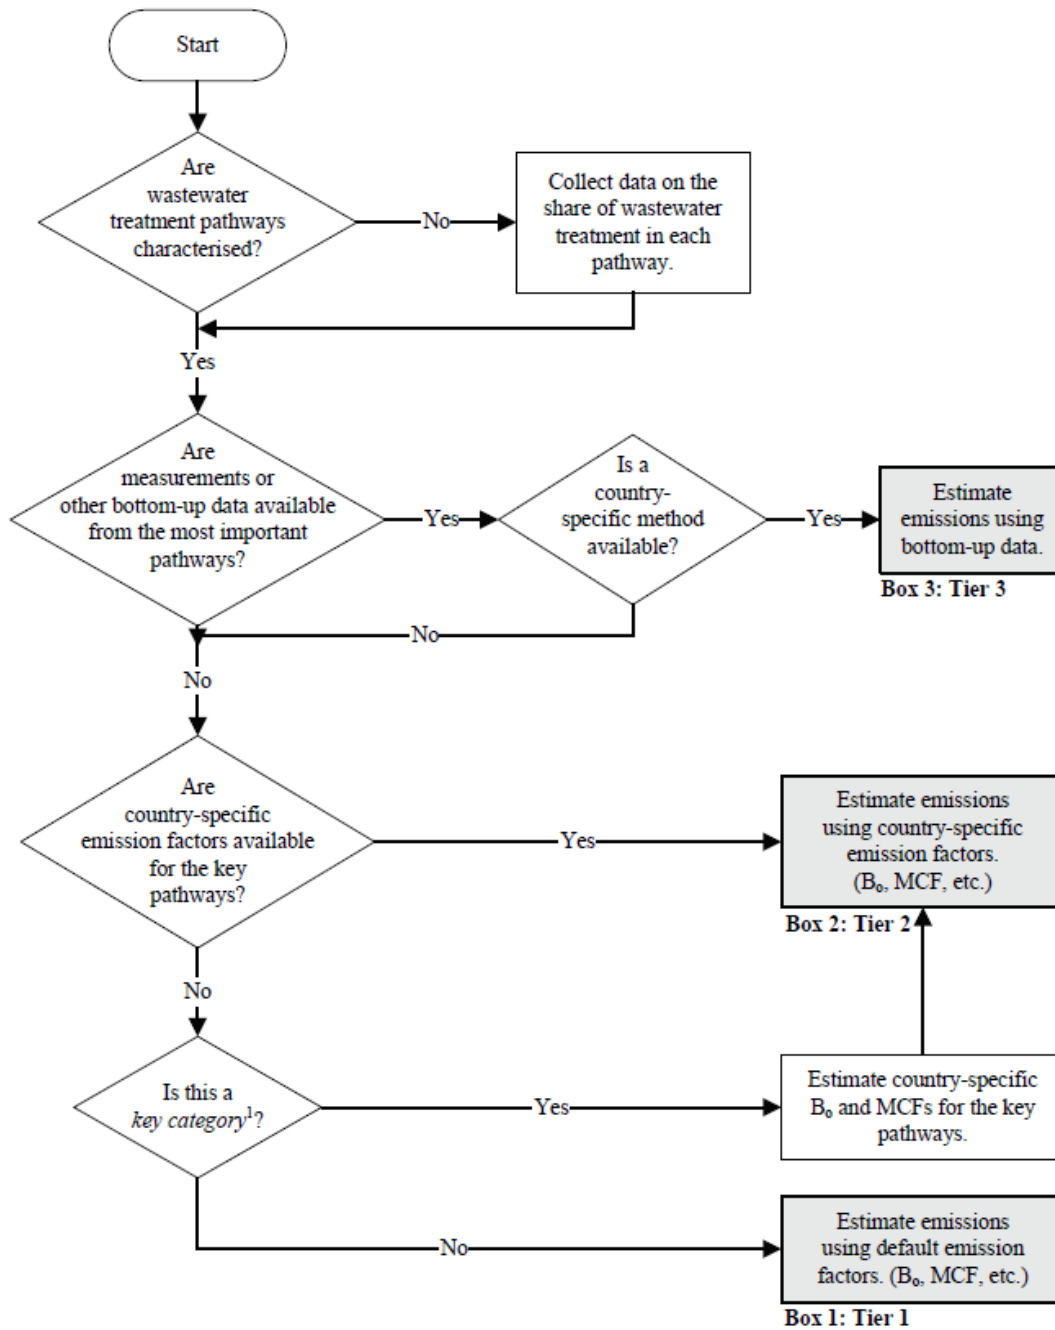 Start
Are
wastewater
treatment pathways
characterised?
No
Collect data on the
share of wastewater
treatment in each
pathway.
Yes
Are
measurements or
other bottom-up data available
from the most important
pathways?
Yes
Is a
country-
specific method
available?
Yes
Estimate
emissions using
bottom-up data.
Box 3: Tier 3
No
No
Are
country-specific
emission factors available
for the key
pathways?
Yes
Estimate emissions
using country-specific
emission factors.
(B₀, MCF, etc.)
Box 2: Tier 2
No
Is this a
key category¹?
Yes
Estimate country-specific
B₀ and MCFs for the key
pathways.
No
Estimate emissions
using default emission
factors. (B₀, MCF, etc.)
Box 1: Tier 1